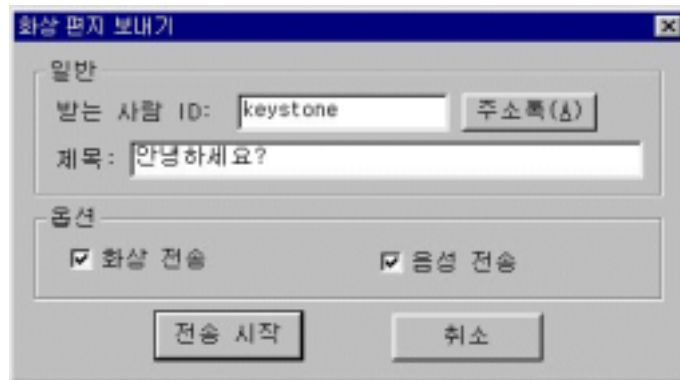 화상 편지 보내기
일반
받는 사람 ID: keystone 주소록(A)
제목: 안녕하세요?
옵션
화상 전송 음성 전송
전송 시작 취소